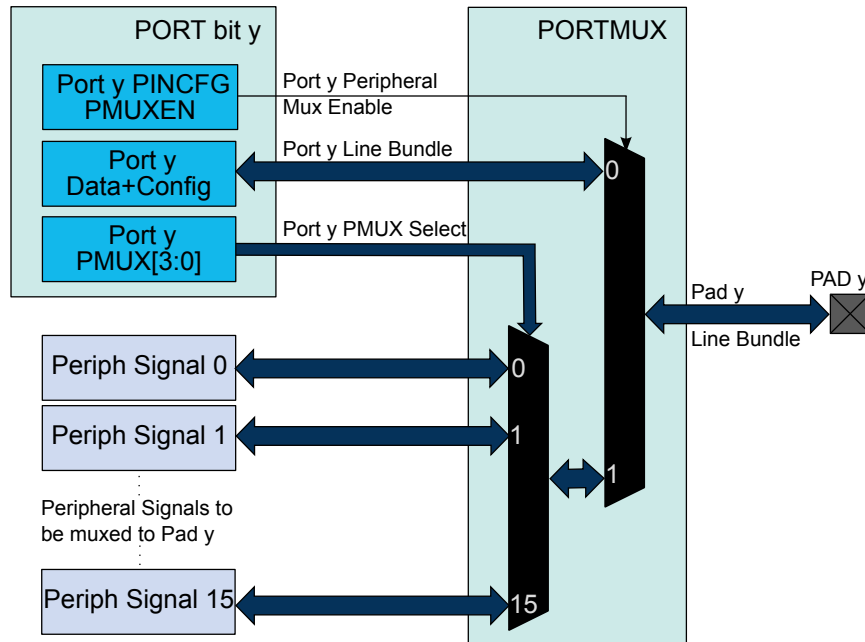 PORT bit y
PORTMUX
Port y PINCFG
PMUXEN
Port y Peripheral
Mux Enable
Port y
Data+Config
Port y Line Bundle
0
Port y
PMUX[3:0]
Port y PMUX Select
Pad y
Line Bundle
PAD y
Periph Signal 0
0
Periph Signal 1
1
1
Peripheral Signals to
be muxed to Pad y
Periph Signal 15
15